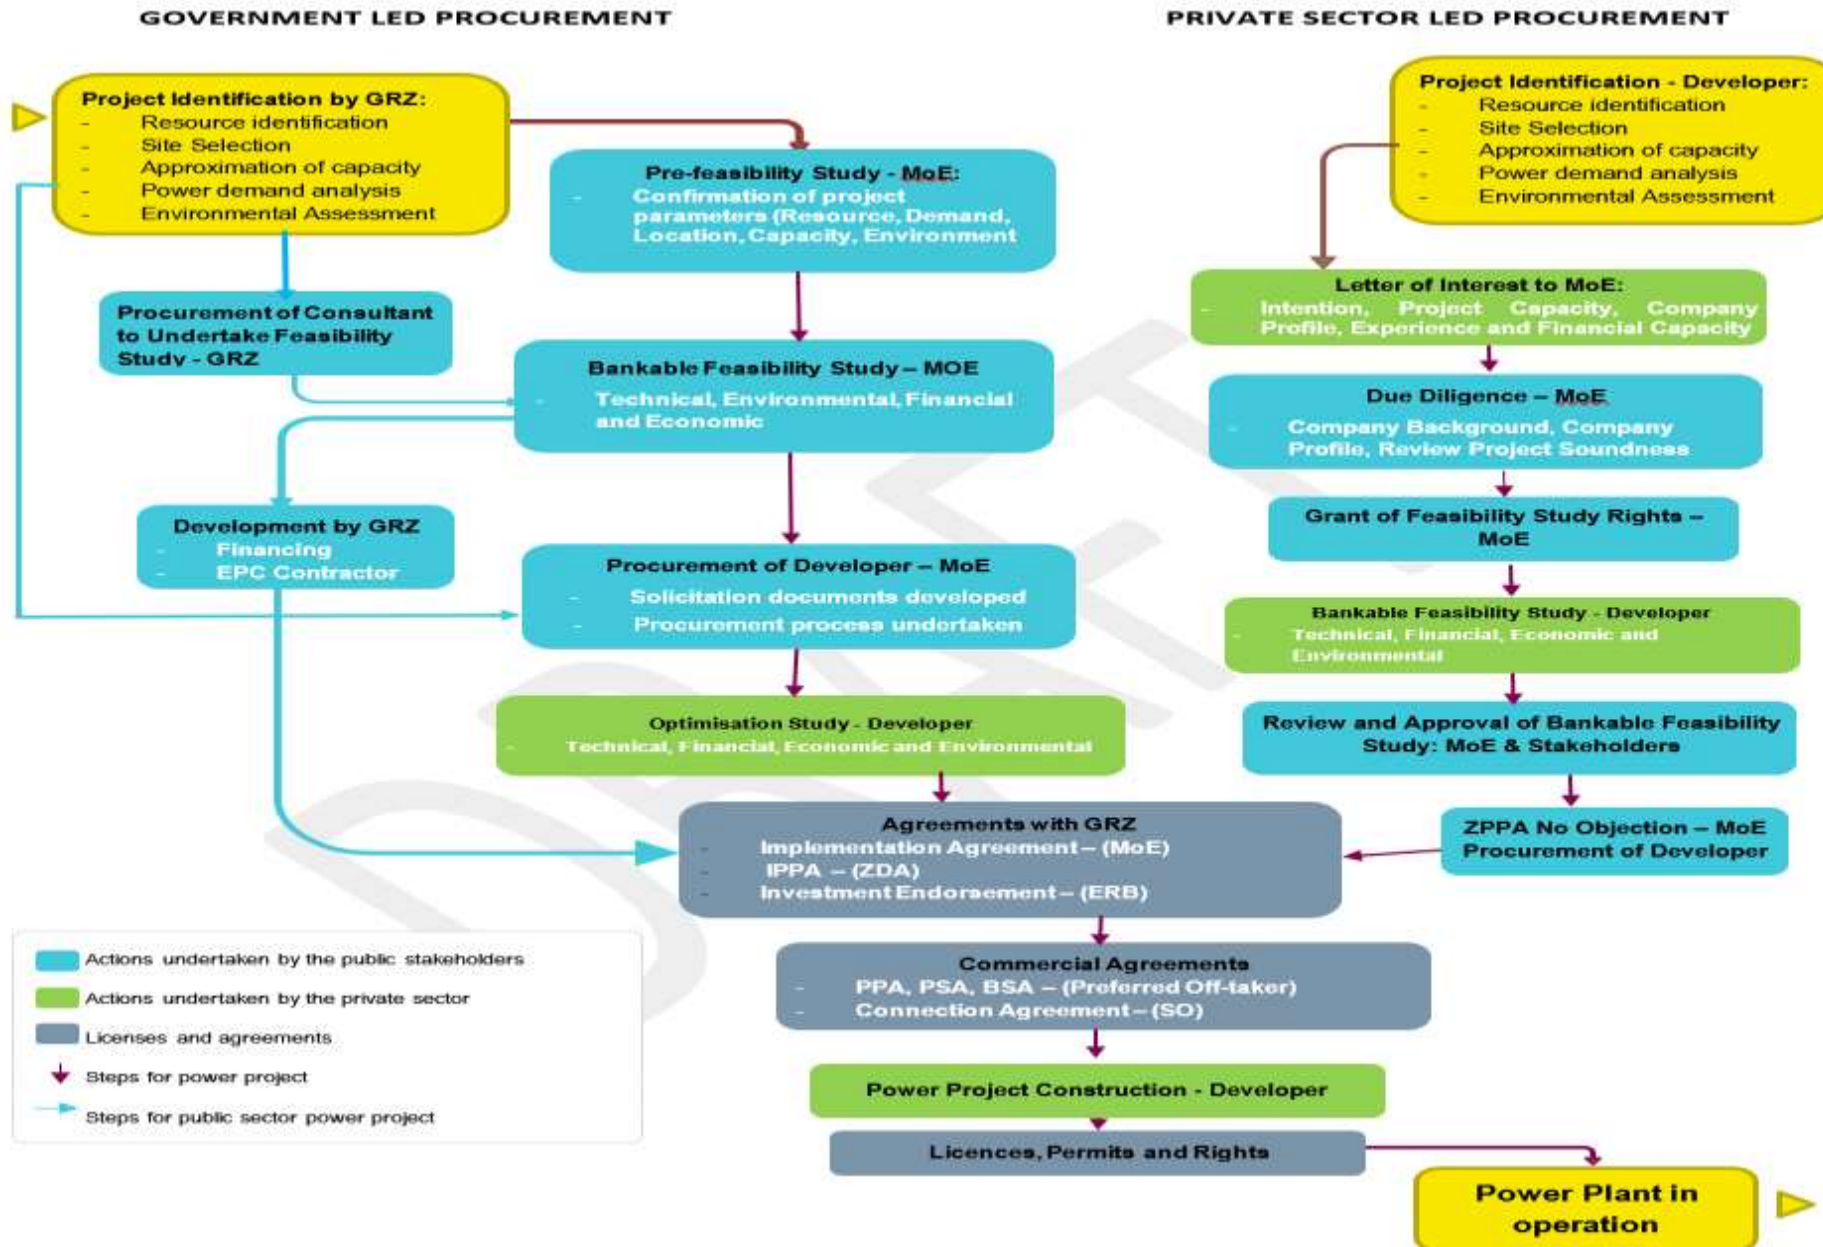 GOVERNMENT LED PROCUREMENT
PRIVATE SECTOR LED PROCUREMENT
Project Identification by GRZ:
- Resource identification
- Site Selection
- Approximation of capacity
- Power demand analysis
- Environmental Assessment
Pre-feasibility Study - MoE:
- Confirmation of project
parameters (Resource, Demand,
Location, Capacity, Environment
Procurement of Consultant
to Undertake Feasibility
Study - GRZ
Bankable Feasibility Study – MOE
- Technical, Environmental, Financial
and Economic
Development by GRZ
- Financing
- EPC Contractor
Procurement of Developer – MoE
- Solicitation documents developed
- Procurement process undertaken
Optimisation Study - Developer
- Technical, Financial, Economic and Environmental
Project Identification - Developer:
- Resource identification
- Site Selection
- Approximation of capacity
- Power demand analysis
- Environmental Assessment
Letter of Interest to MoE:
- Intention, Project Capacity, Company
Profile, Experience and Financial Capacity
Due Diligence – MoE
- Company Background, Company
Profile, Review Project Soundness
Grant of Feasibility Study Rights –
MoE
Bankable Feasibility Study - Developer
- Technical, Financial, Economic and
Environmental
Review and Approval of Bankable Feasibility
Study: MoE & Stakeholders
ZPPA No Objection – MoE
Procurement of Developer
Agreements with GRZ
- Implementation Agreement – (MoE)
- IPPA – (ZDA)
- Investment Endorsement – (ERB)
Commercial Agreements
- PPA, PSA, BSA – (Preferred Off-taker)
- Connection Agreement – (SO)
Power Project Construction - Developer
Licences, Permits and Rights
Power Plant in
operation
Actions undertaken by the public stakeholders
Actions undertaken by the private sector
Licenses and agreements
Steps for power project
Steps for public sector power project
DRAFT